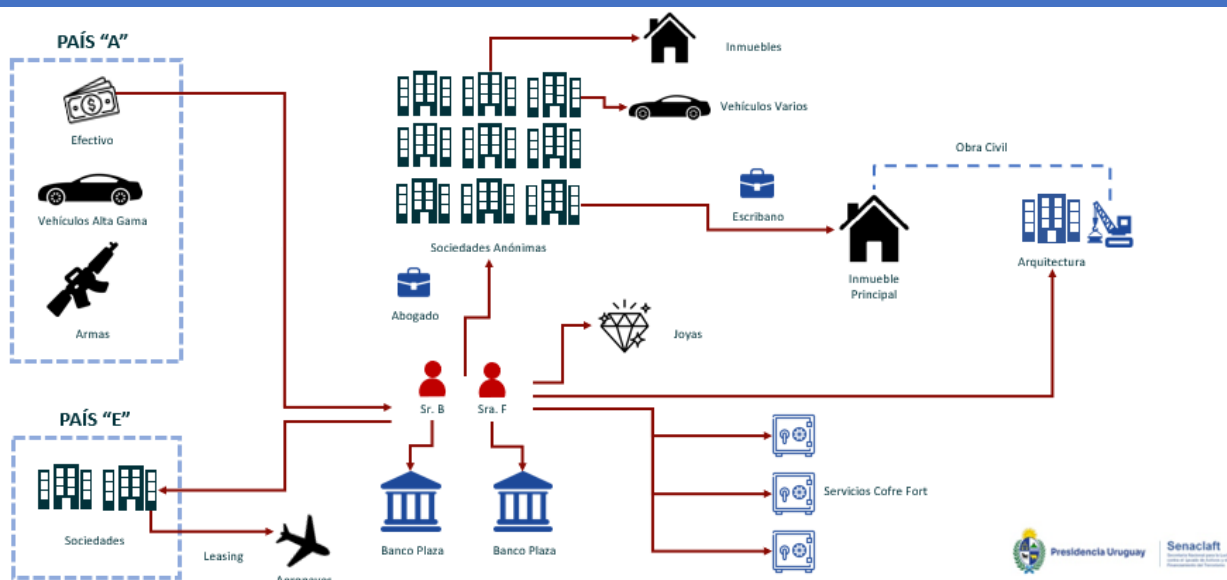 PAÍS “A”
Efectivo
Vehículos Alta Gama
Armas
Inmuebles
Vehículos Varios
Sociedades Anónimas
Abogado
Escribano
Obra Civil
Inmueble
Principal
Arquitectura
Joyas
Sr. B
Sra. F
PAÍS “E”
Sociedades
Leasing
Aeronaves
Banco Plaza
Banco Plaza
Servicios Cofre Fort
Presidencia Uruguay
Senaclaft